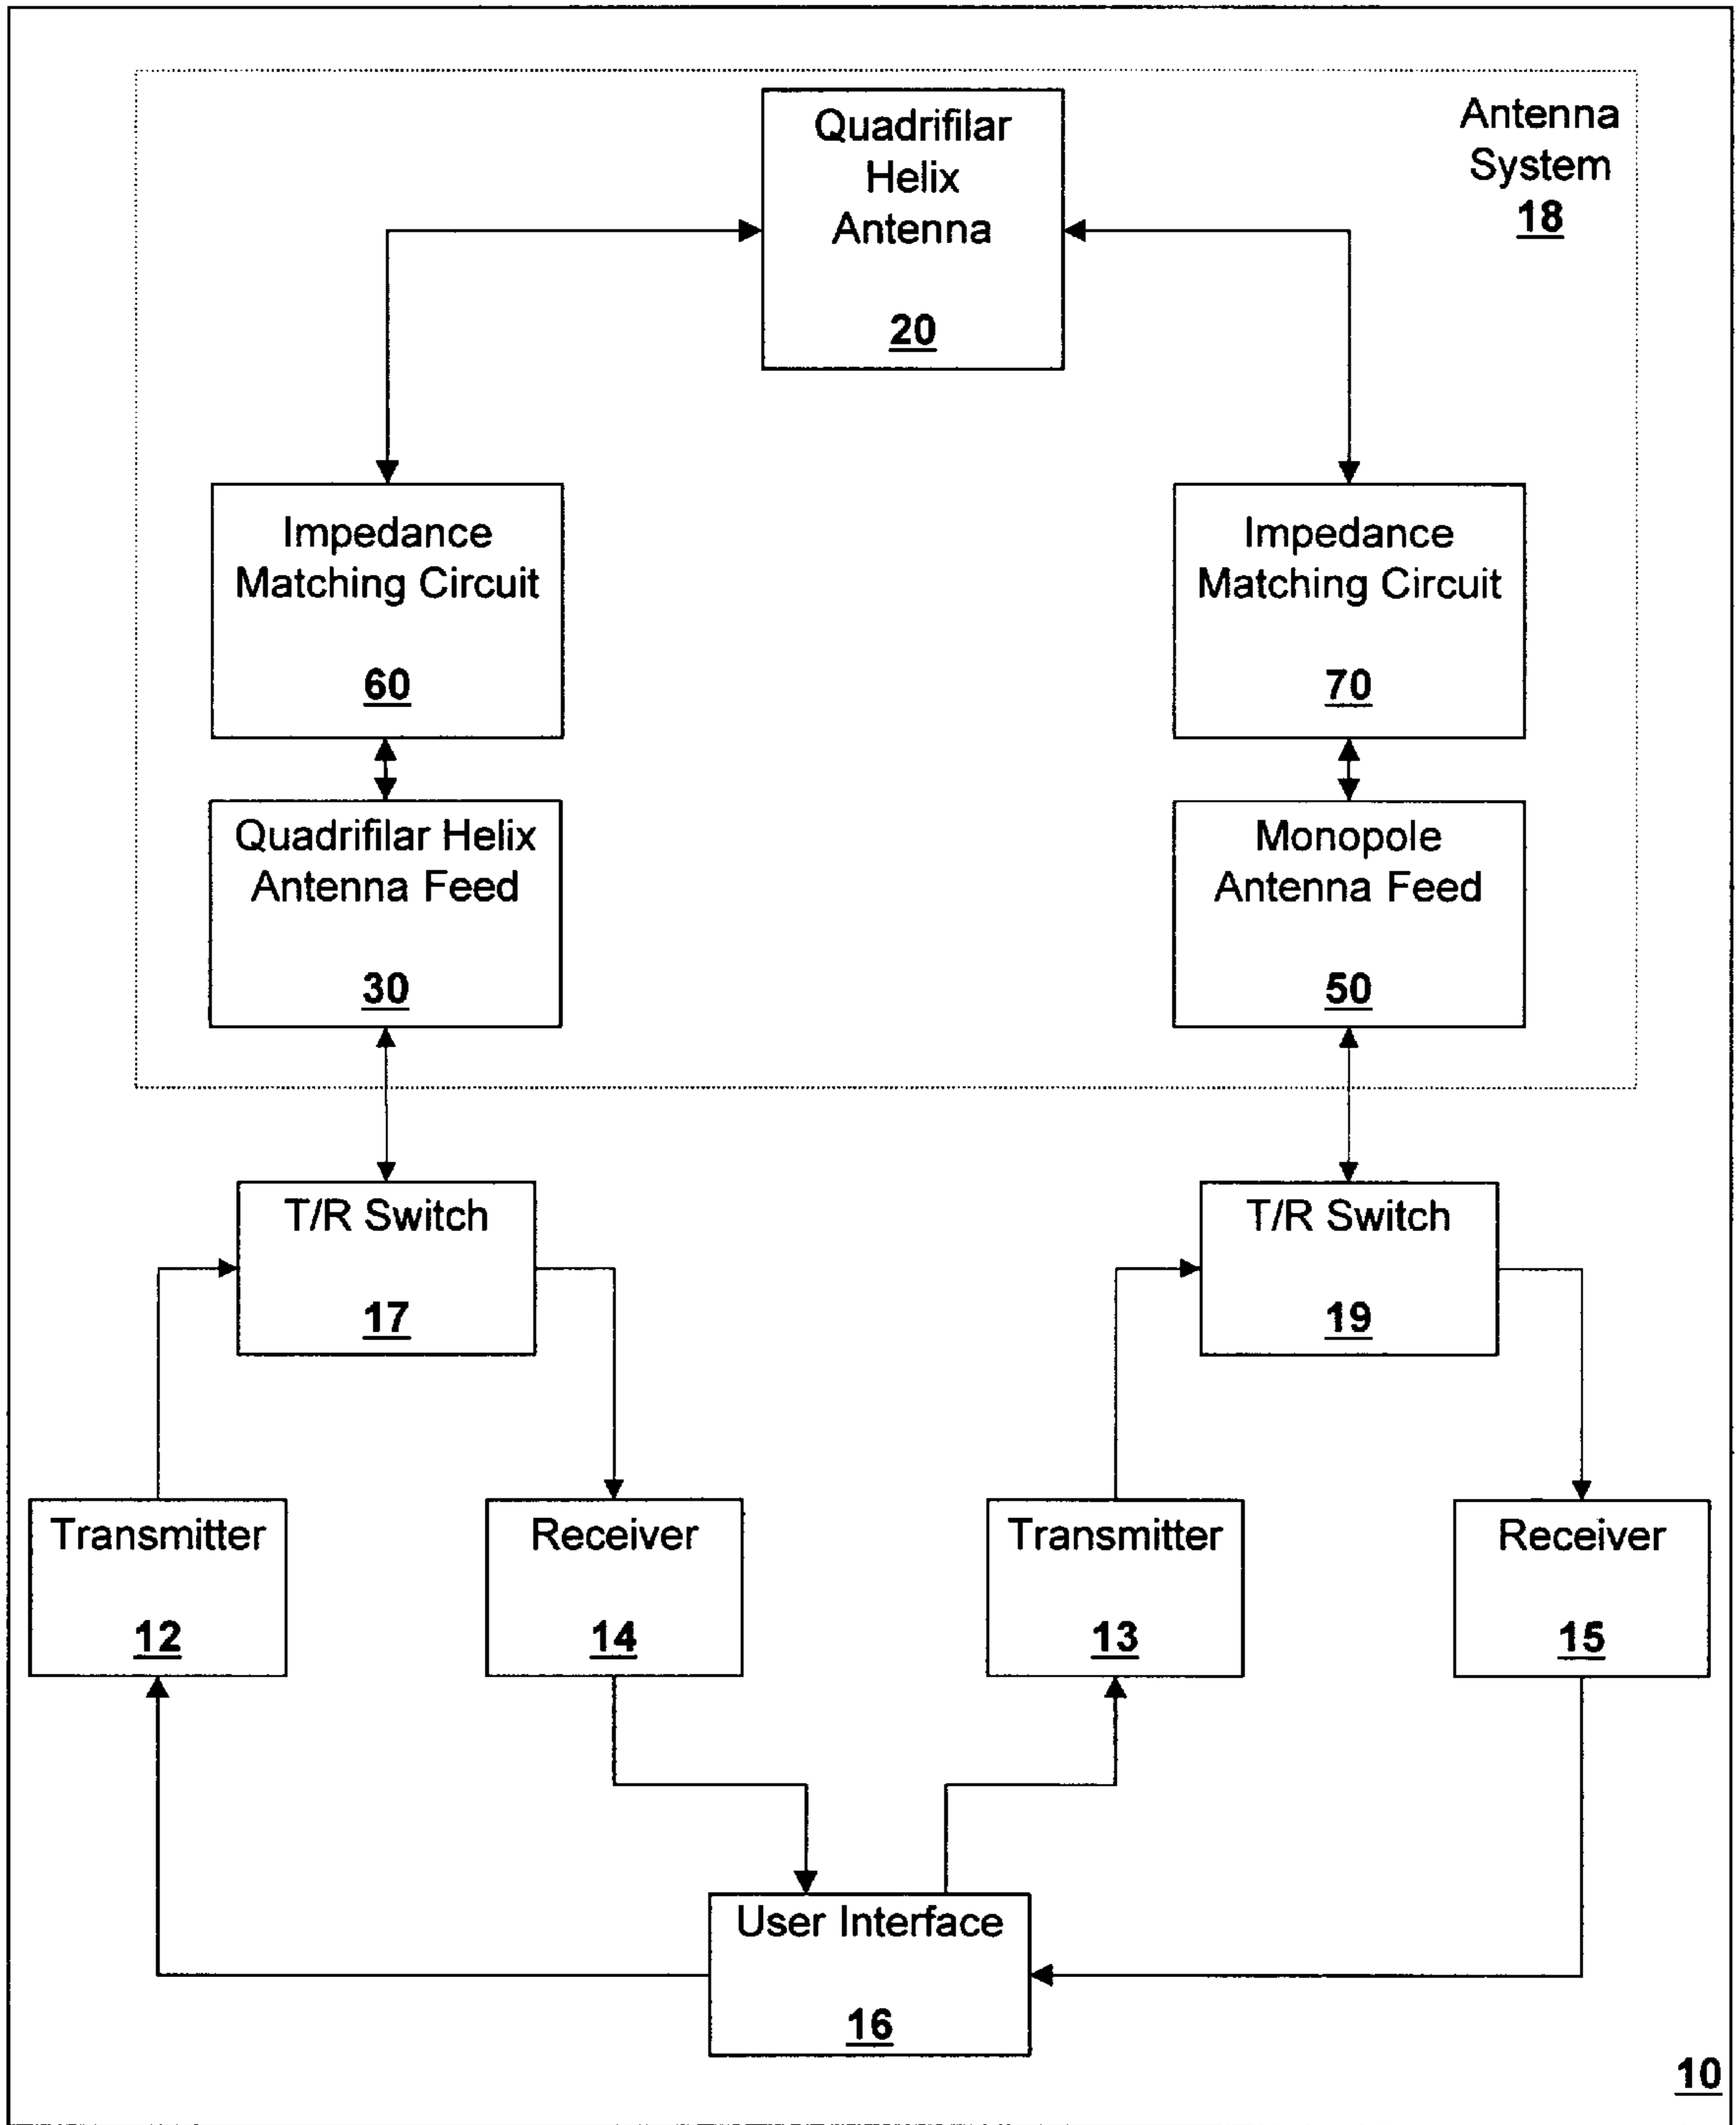 Quadrifilar
Helix
Antenna
20
Antenna
System
18
Impedance
Matching Circuit
60
Impedance
Matching Circuit
70
Quadrifilar Helix
Antenna Feed
30
Monopole
Antenna Feed
50
T/R Switch
17
T/R Switch
19
Transmitter
12
Receiver
14
Transmitter
13
Receiver
15
User Interface
16
10